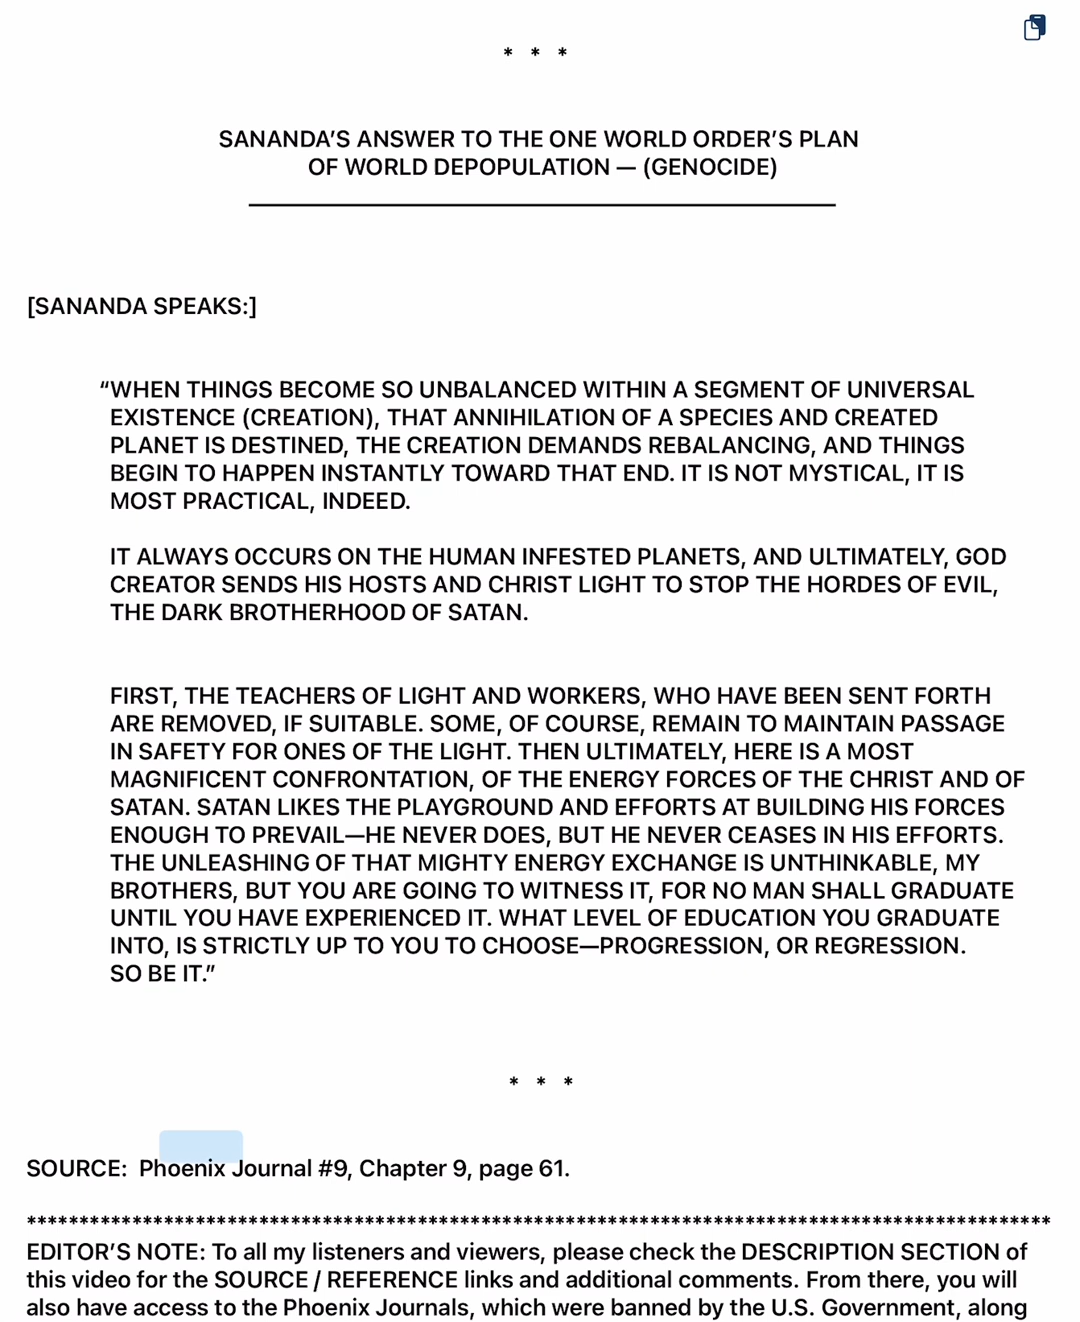 * * *
SANANDA’S ANSWER TO THE ONE WORLD ORDER’S PLAN
OF WORLD DEPOPULATION — (GENOCIDE)
[SANANDA SPEAKS:]
“WHEN THINGS BECOME SO UNBALANCED WITHIN A SEGMENT OF UNIVERSAL
EXISTENCE (CREATION), THAT ANNIHILATION OF A SPECIES AND CREATED
PLANET IS DESTINED, THE CREATION DEMANDS REBALANCING, AND THINGS
BEGIN TO HAPPEN INSTANTLY TOWARD THAT END. IT IS NOT MYSTICAL, IT IS
MOST PRACTICAL, INDEED.
IT ALWAYS OCCURS ON THE HUMAN INFESTED PLANETS, AND ULTIMATELY, GOD
CREATOR SENDS HIS HOSTS AND CHRIST LIGHT TO STOP THE HORDES OF EVIL,
THE DARK BROTHERHOOD OF SATAN.
FIRST, THE TEACHERS OF LIGHT AND WORKERS, WHO HAVE BEEN SENT FORTH
ARE REMOVED, IF SUITABLE. SOME, OF COURSE, REMAIN TO MAINTAIN PASSAGE
IN SAFETY FOR ONES OF THE LIGHT. THEN ULTIMATELY, HERE IS A MOST
MAGNIFICENT CONFRONTATION, OF THE ENERGY FORCES OF THE CHRIST AND OF
SATAN. SATAN LIKES THE PLAYGROUND AND EFFORTS AT BUILDING HIS FORCES
ENOUGH TO PREVAIL—HE NEVER DOES, BUT HE NEVER CEASES IN HIS EFFORTS.
THE UNLEASHING OF THAT MIGHTY ENERGY EXCHANGE IS UNTHINKABLE, MY
BROTHERS, BUT YOU ARE GOING TO WITNESS IT, FOR NO MAN SHALL GRADUATE
UNTIL YOU HAVE EXPERIENCED IT. WHAT LEVEL OF EDUCATION YOU GRADUATE
INTO, IS STRICTLY UP TO YOU TO CHOOSE—PROGRESSION, OR REGRESSION.
SO BE IT.”
* * *
SOURCE: Phoenix Journal #9, Chapter 9, page 61.
****************************************************************************************************
EDITOR’S NOTE: To all my listeners and viewers, please check the DESCRIPTION SECTION of
this video for the SOURCE / REFERENCE links and additional comments. From there, you will
also have access to the Phoenix Journals, which were banned by the U.S. Government, along